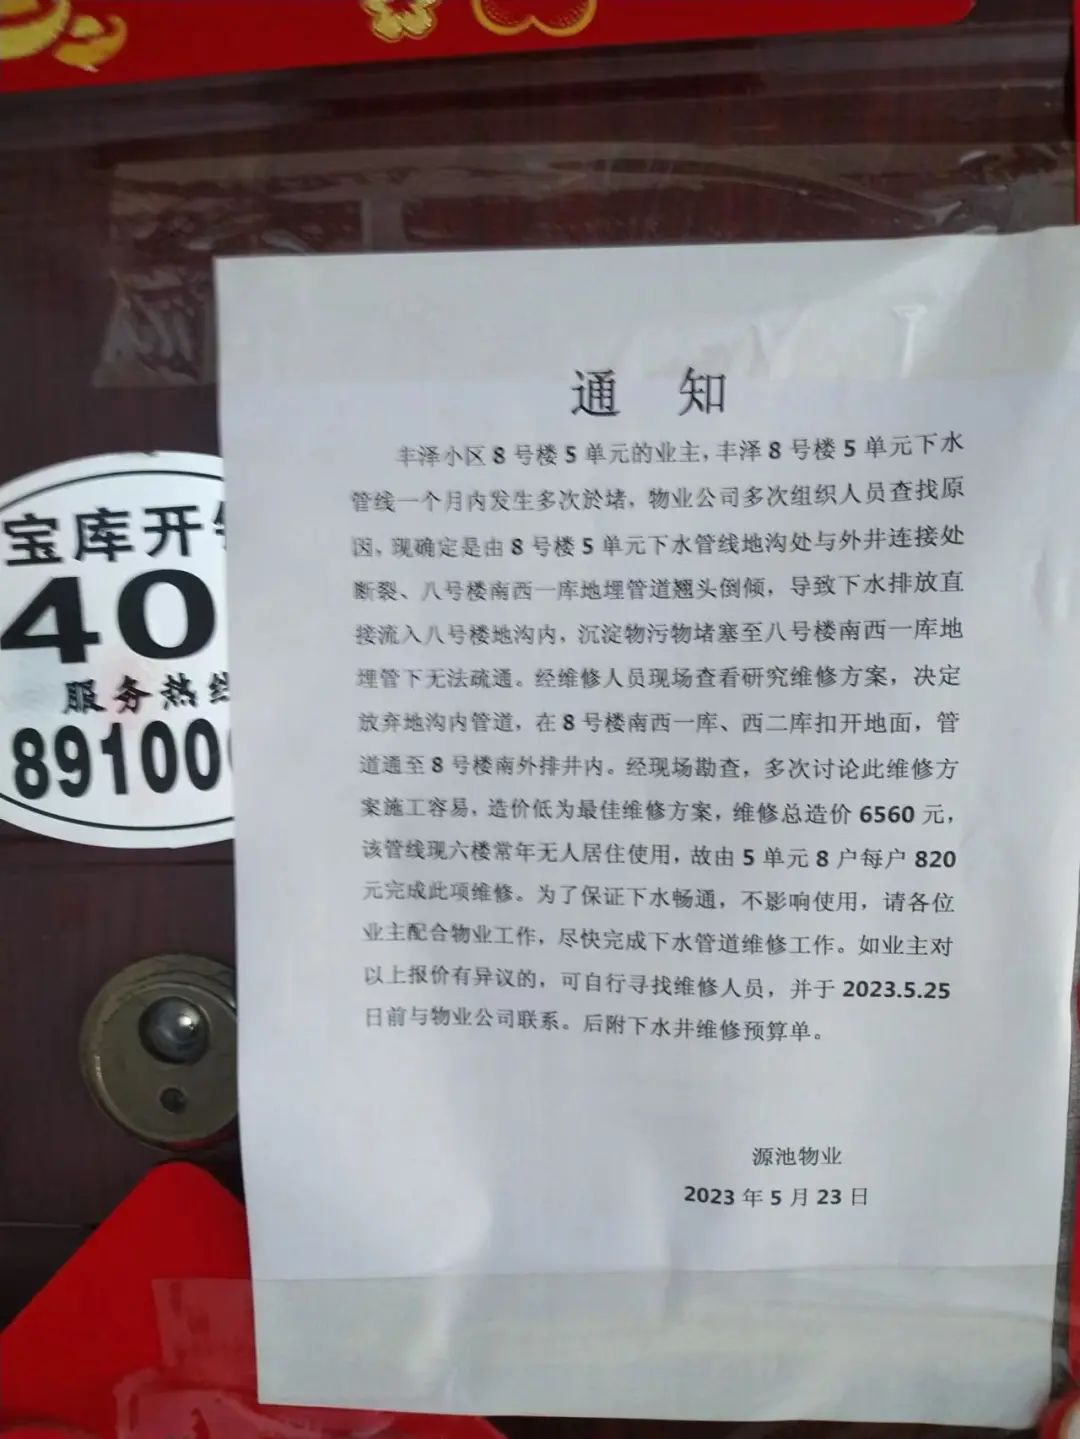 通 知
丰泽小区 8 号楼 5 单元的业主，丰泽 8 号楼 5 单元下水
管线一个月内发生多次於堵，物业公司多次组织人员查找原
因，现确定是由 8 号楼 5 单元下水管线地沟处与外井连接处
断裂、八号楼南西一库地埋管道翘头倒倾，导致下水排放直
接流入八号楼地沟内，沉淀物污物堵塞至八号楼南西一库地
埋管下无法疏通。经维修人员现场查看研究维修方案，决定
放弃地沟内管道，在 8 号楼南西一库、西二库扣开地面，管
道通至 8 号楼南外排井内。经现场勘查，多次讨论此维修方
案施工容易，造价低为最佳维修方案，维修总造价 6560 元，
该管线现六楼常年无人居住使用，故由 5 单元 8 户每户 820
元完成此项维修。为了保证下水畅通，不影响使用，请各位
业主配合物业工作，尽快完成下水管道维修工作。如业主对
以上报价有异议的，可自行寻找维修人员，并于 2023.5.25
日前与物业公司联系。后附下水井维修预算单。
源池物业
2023 年 5 月 23 日
宝库开
40
服务热线
89100